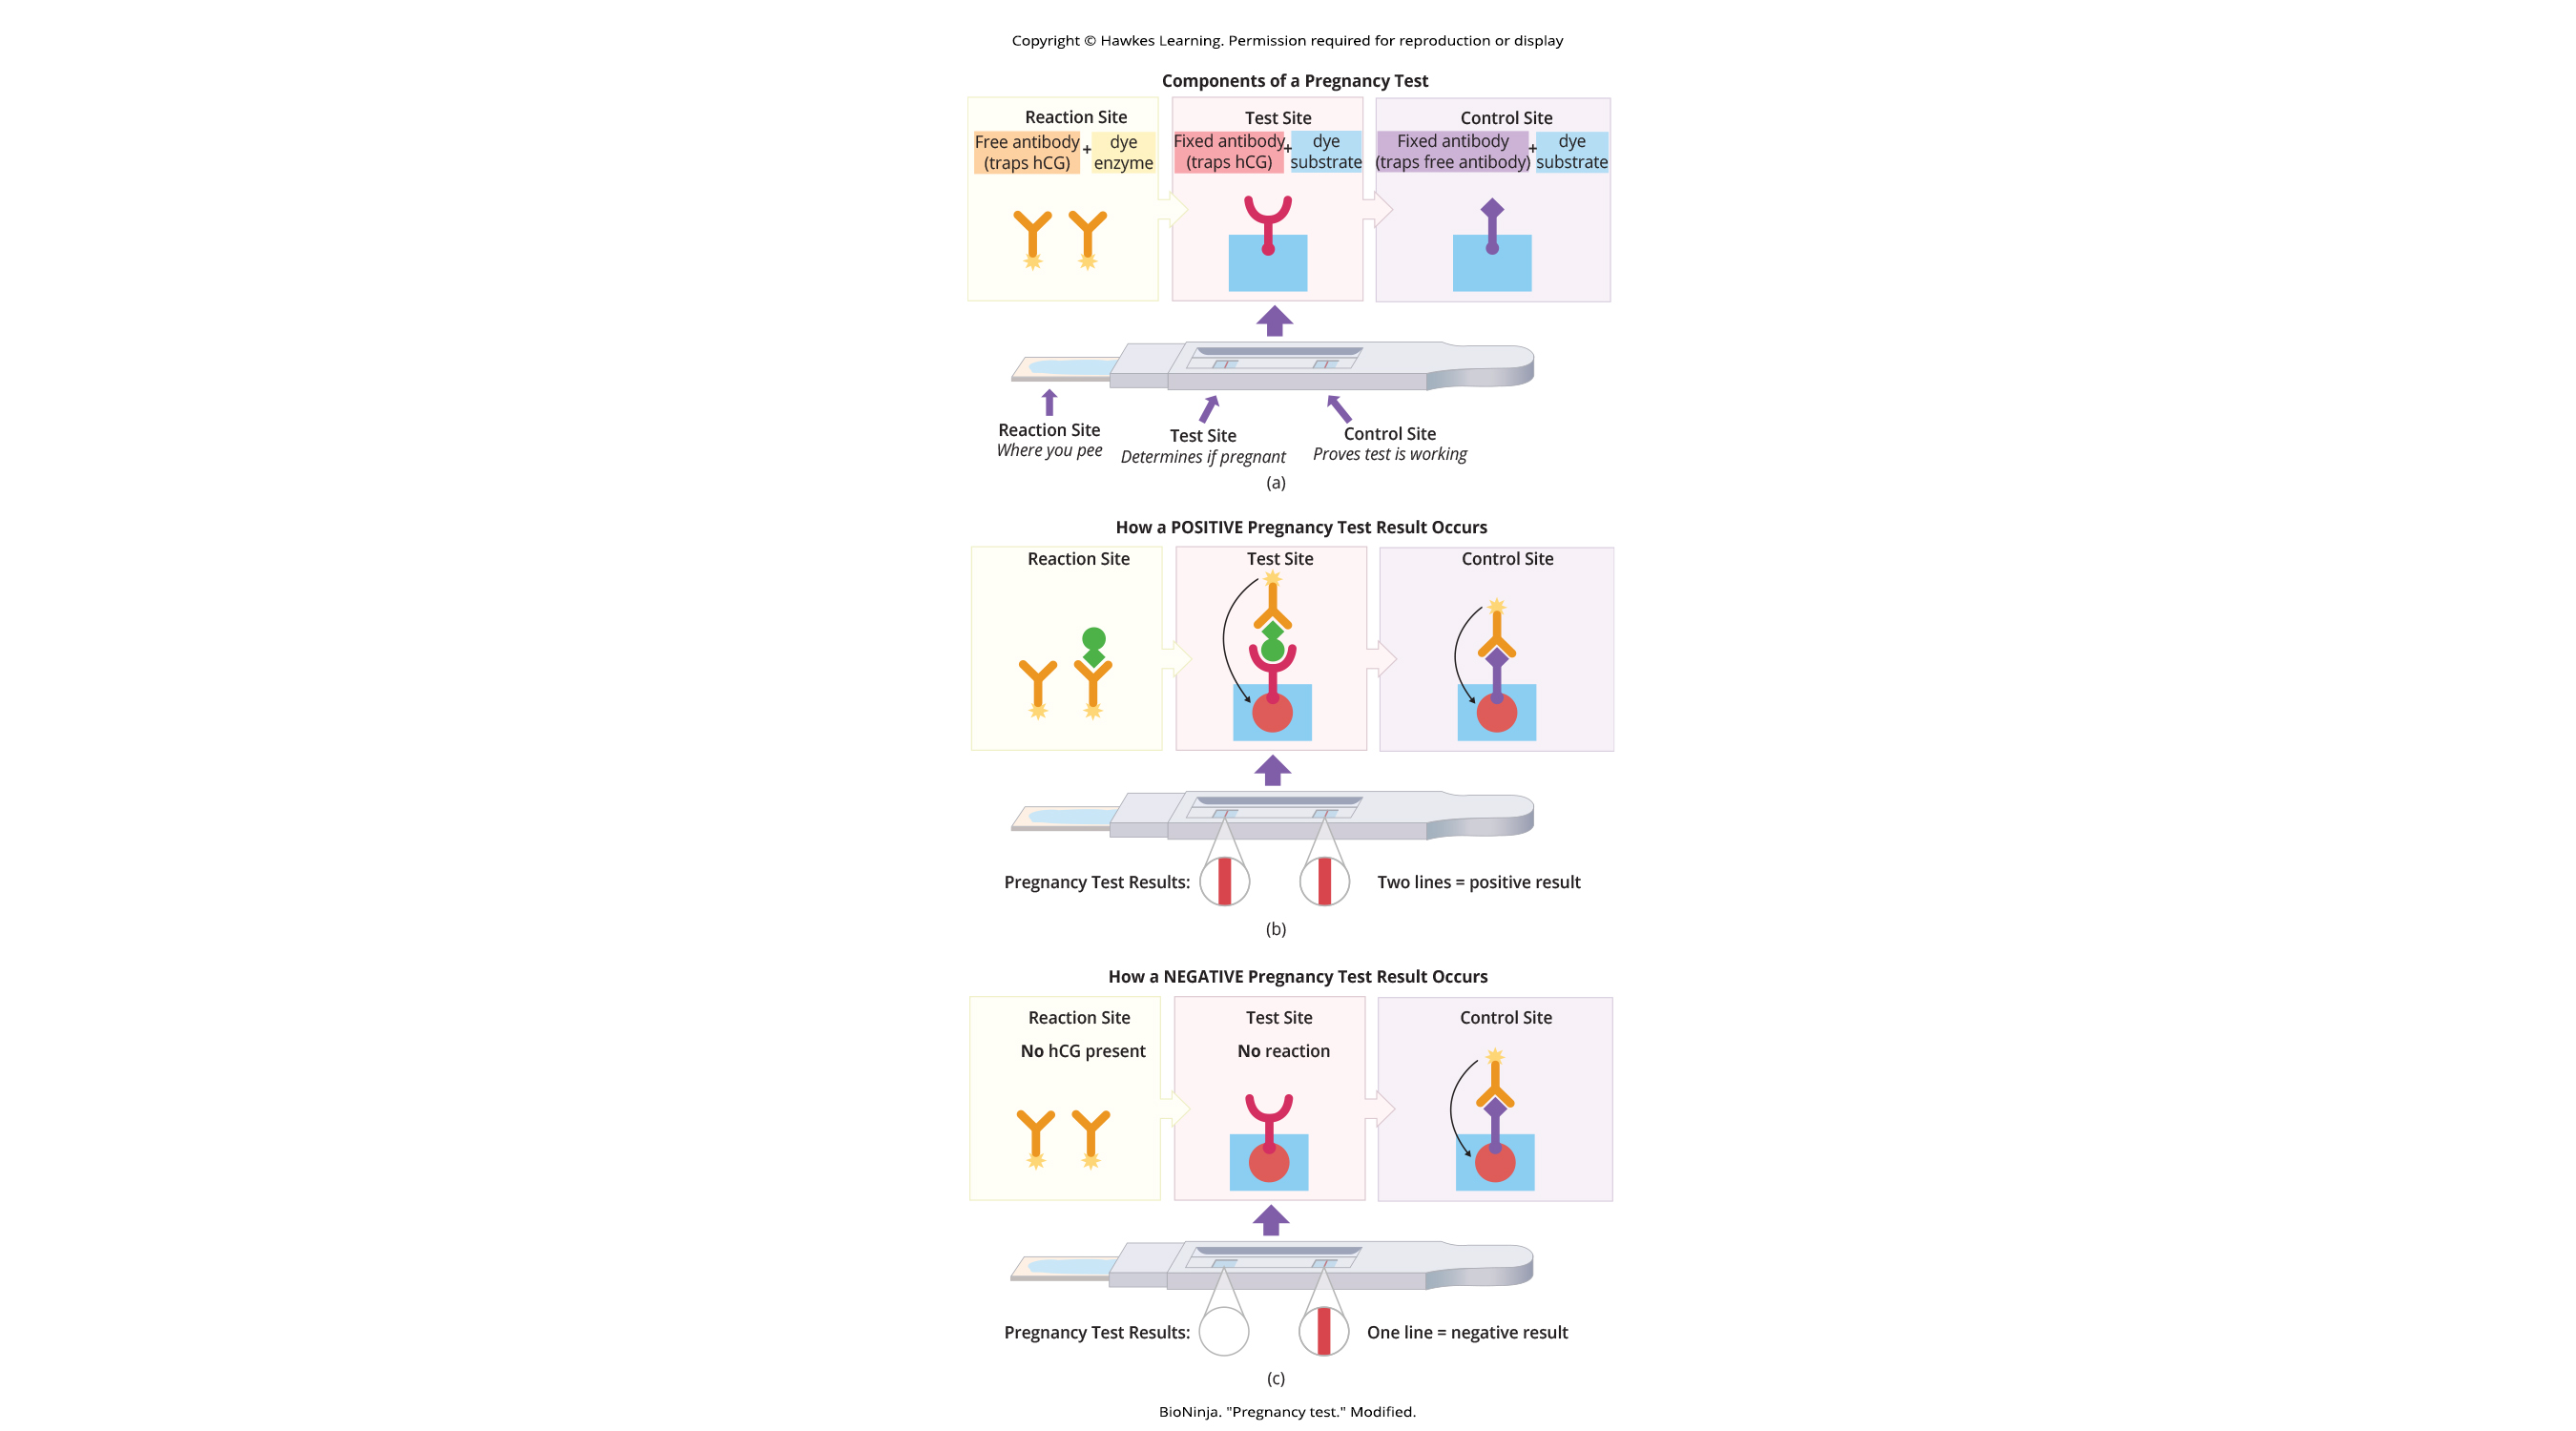 Copyright © Hawkes Learning. Permission required for reproduction or display
Components of a Pregnancy Test
Reaction Site
Free antibody
(traps hCG)
+
dye
enzyme
Test Site
Fixed antibody
(traps hCG)
+
dye
substrate
Control Site
Fixed antibody
(traps free antibody)
+
dye
substrate
Reaction Site
Where you pee
Test Site
Determines if pregnant
Control Site
Proves test is working
(a)
How a POSITIVE Pregnancy Test Result Occurs
Reaction Site
Test Site
Control Site
Pregnancy Test Results:
Two lines = positive result
(b)
How a NEGATIVE Pregnancy Test Result Occurs
Reaction Site
No hCG present
Test Site
No reaction
Control Site
Pregnancy Test Results:
One line = negative result
(c)
BioNinja. "Pregnancy test." Modified.